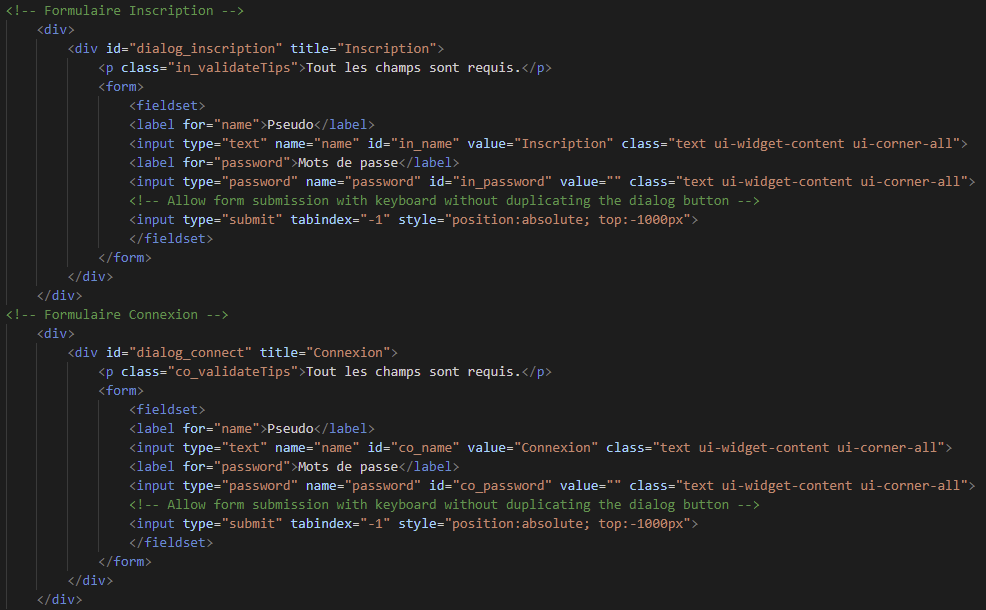 <!-- Formulaire Inscription -->
<div>
<div id="dialog_inscription" title="Inscription">
<p class="in_validateTips">Tout les champs sont requis.</p>
<form>
<fieldset>
<label for="name">Pseudo</label>
<input type="text" name="name" id="in_name" value="Inscription" class="text ui-widget-content ui-corner-all">
<label for="password">Mots de passe</label>
<input type="password" name="password" id="in_password" value="" class="text ui-widget-content ui-corner-all">
<!-- Allow form submission with keyboard without duplicating the dialog button -->
<input type="submit" tabindex="-1" style="position:absolute; top:-1000px">
</fieldset>
</form>
</div>
</div>
<!-- Formulaire Connexion -->
<div>
<div id="dialog_connect" title="Connexion">
<p class="co_validateTips">Tout les champs sont requis.</p>
<form>
<fieldset>
<label for="name">Pseudo</label>
<input type="text" name="name" id="co_name" value="Connexion" class="text ui-widget-content ui-corner-all">
<label for="password">Mots de passe</label>
<input type="password" name="password" id="co_password" value="" class="text ui-widget-content ui-corner-all">
<!-- Allow form submission with keyboard without duplicating the dialog button -->
<input type="submit" tabindex="-1" style="position:absolute; top:-1000px">
</fieldset>
</form>
</div>
</div>